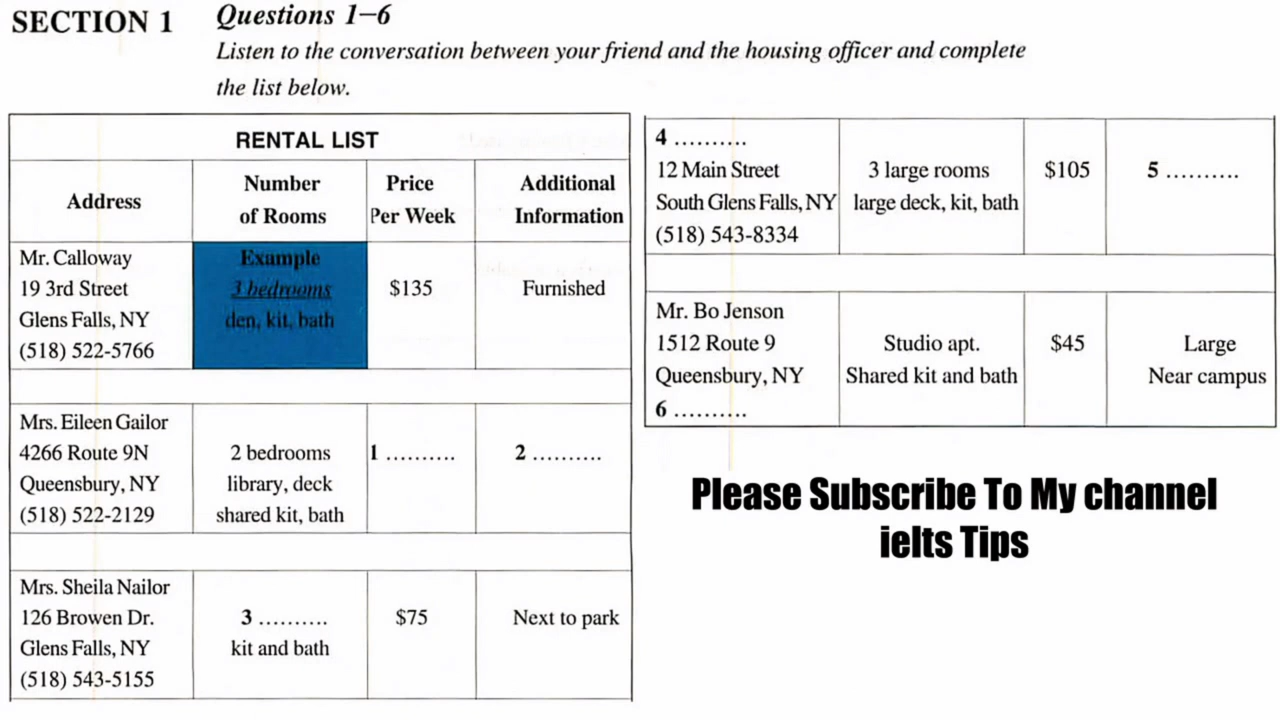 SECTION 1
Questions 1–6
Listen to the conversation between your friend and the housing officer and complete
the list below.
RENTAL LIST
Address
Number
of Rooms
Price
Per Week
Additional
Information
Mr. Calloway
19 3rd Street
Glens Falls, NY
(518) 522-5766
Example
3 bedrooms
den, kit, bath
$135
Furnished
Mrs. Eileen Gailor
4266 Route 9N
Queensbury, NY
(518) 522-2129
2 bedrooms
library, deck
shared kit, bath
1 ..........
2 ..........
Mrs. Sheila Nailor
126 Browen Dr.
Glens Falls, NY
(518) 543-5155
3 ..........
kit and bath
$75
Next to park
4 ..........
12 Main Street
South Glens Falls, NY
(518) 543-8334
3 large rooms
large deck, kit, bath
$105
5 ..........
Mr. Bo Jenson
1512 Route 9
Queensbury, NY
6 ..........
Studio apt.
Shared kit and bath
$45
Large
Near campus
Please Subscribe To My channel
ielts Tips